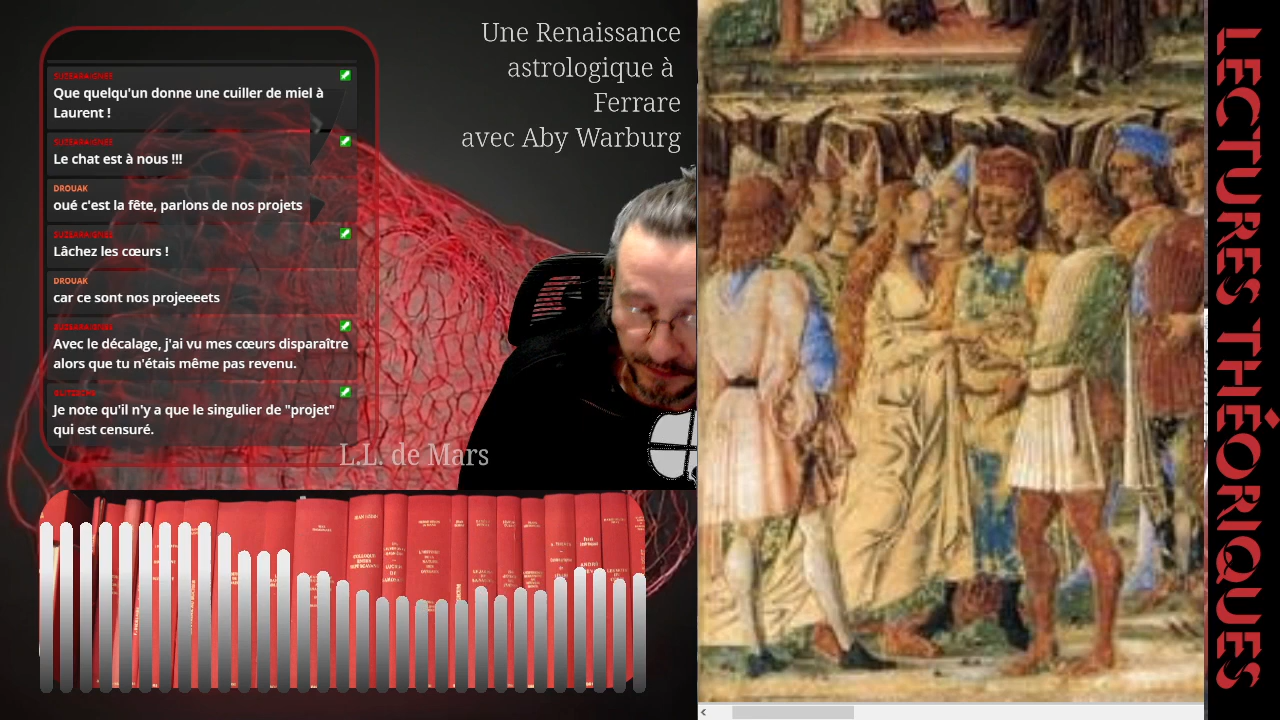 Une Renaissance
astrologique à
Ferrare
avec Aby Warburg
SUZEARAIGNEE
Que quelqu'un donne une cuiller de miel à
Laurent !
SUZEARAIGNEE
Le chat est à nous !!!
DROUAK
oué c'est la fête, parlons de nos projets
SUZEARAIGNEE
Lâchez les cœurs !
DROUAK
car ce sont nos projeeeets
SUZEARAIGNEE
Avec le décalage, j'ai vu mes cœurs disparaître
alors que tu n'étais même pas revenu.
Je note qu'il n'y a que le singulier de "projet"
qui est censuré.
L.L. de Mars
LECTURES THÉORIQUES